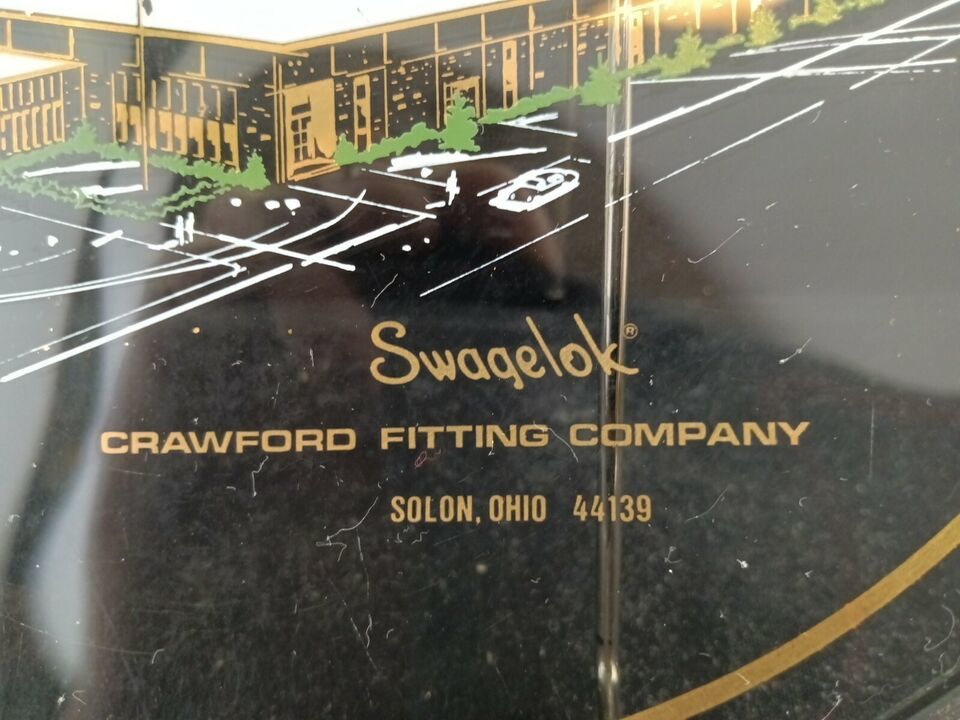 Swagelok®
CRAWFORD FITTING COMPANY
SOLON, OHIO 44139